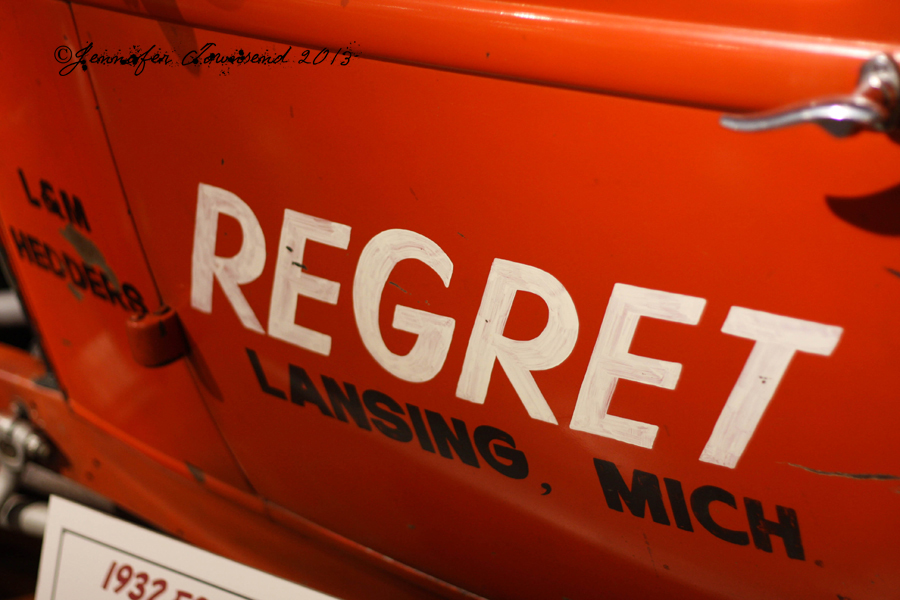 ©Jennifer Townsend 2013
L&M
HEDDERS
REGRET
LANSING, MICH.
1932